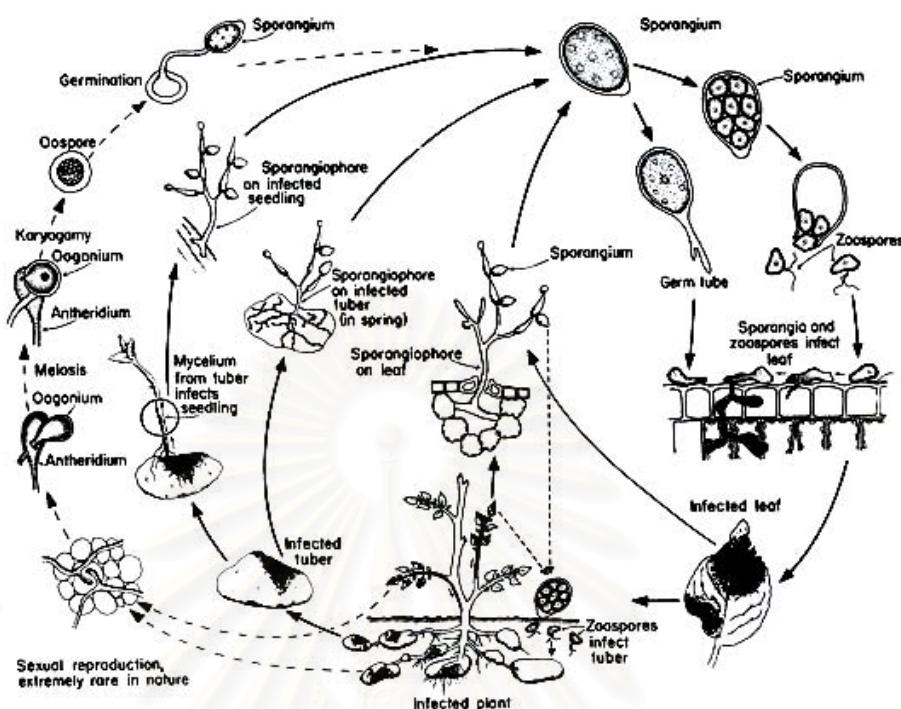 Sporangium
Germination
Sporangium
Sporangium
Oospore
Sporangiophore
on infected
seedling
Karyogamy
Oogonium
Antheridium
Zoospores
Germ tube
Sporangium
Sporangiophore
on infected
tuber
(in spring)
Sporangiophore
on leaf
Sporangia and
zoospores infect
leaf
Meiosis
Mycelium
from tuber
infects
seedling
Oogonium
Antheridium
Infected leaf
Infected
tuber
Zoospores
infect
tuber
Sexual reproduction,
extremely rare in nature
Infected plant